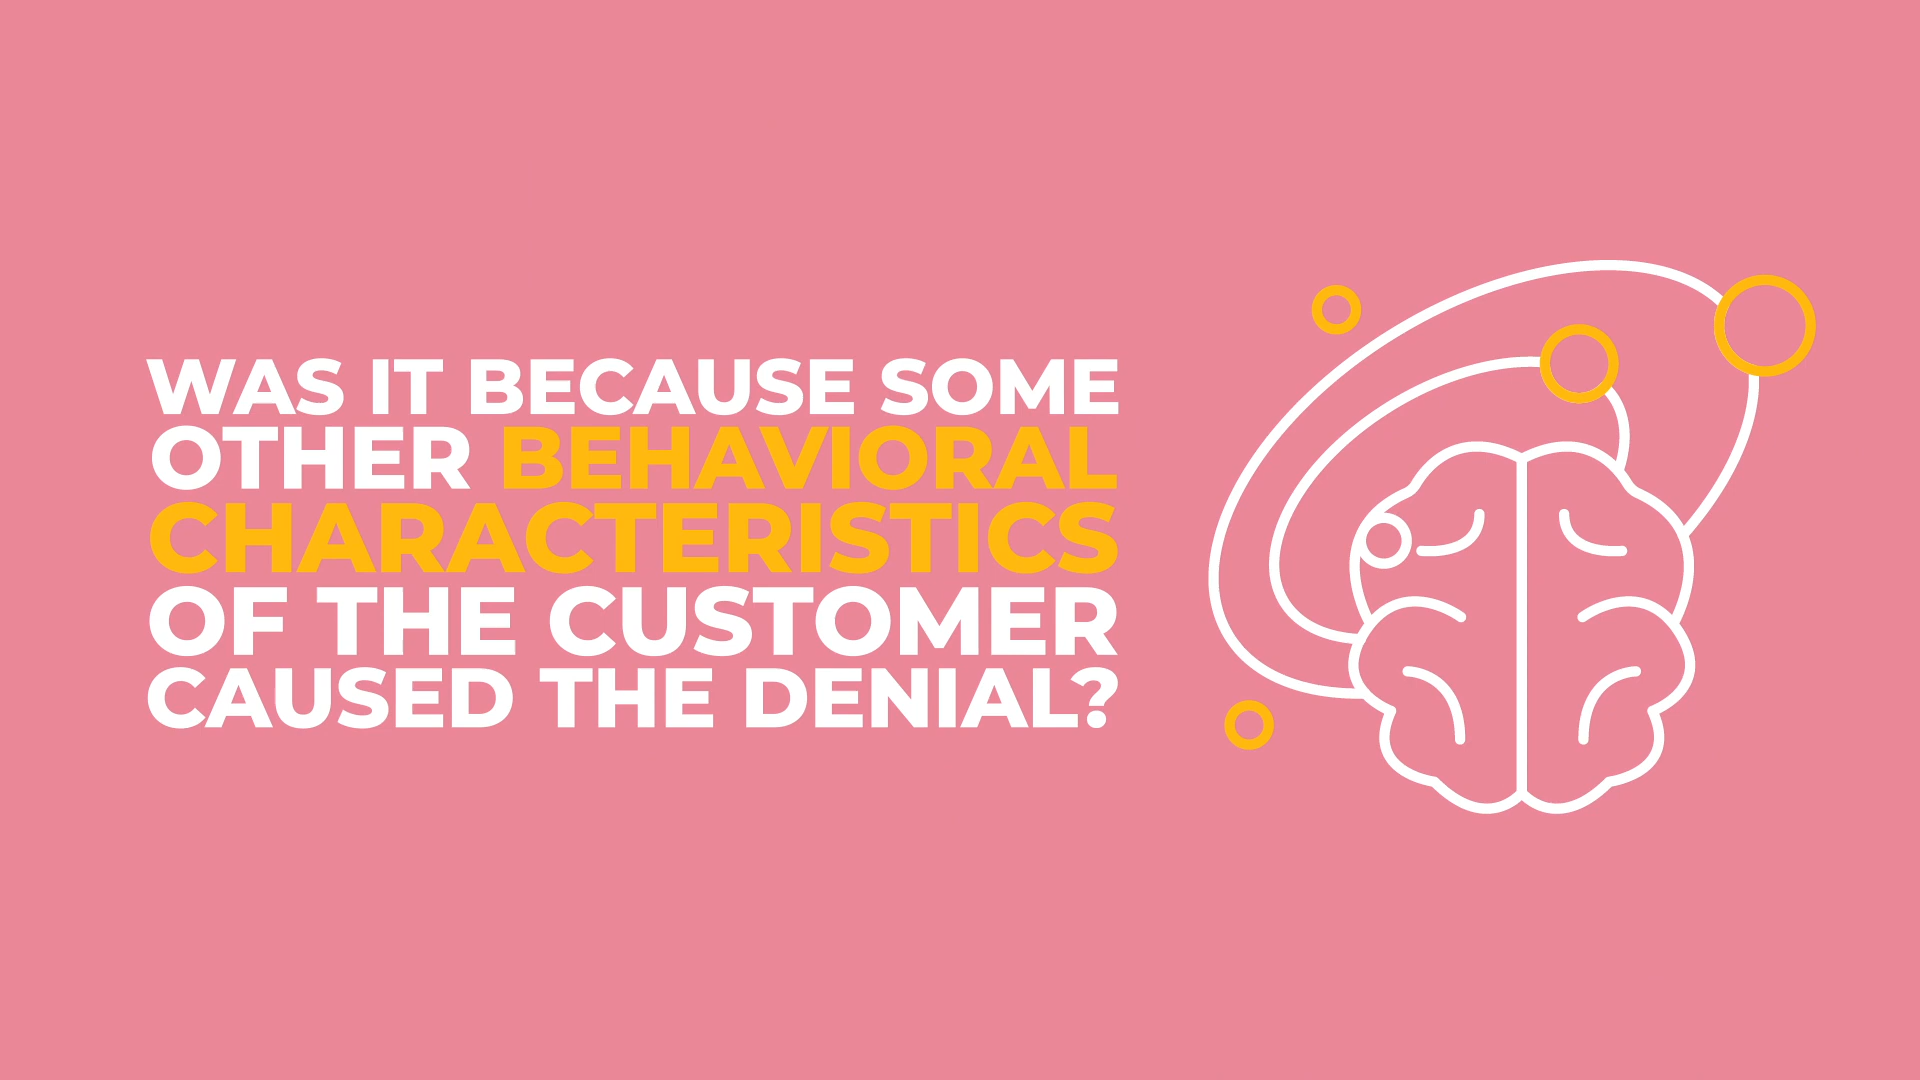 WAS IT BECAUSE SOME
OTHER BEHAVIORAL
CHARACTERISTICS
OF THE CUSTOMER
CAUSED THE DENIAL?